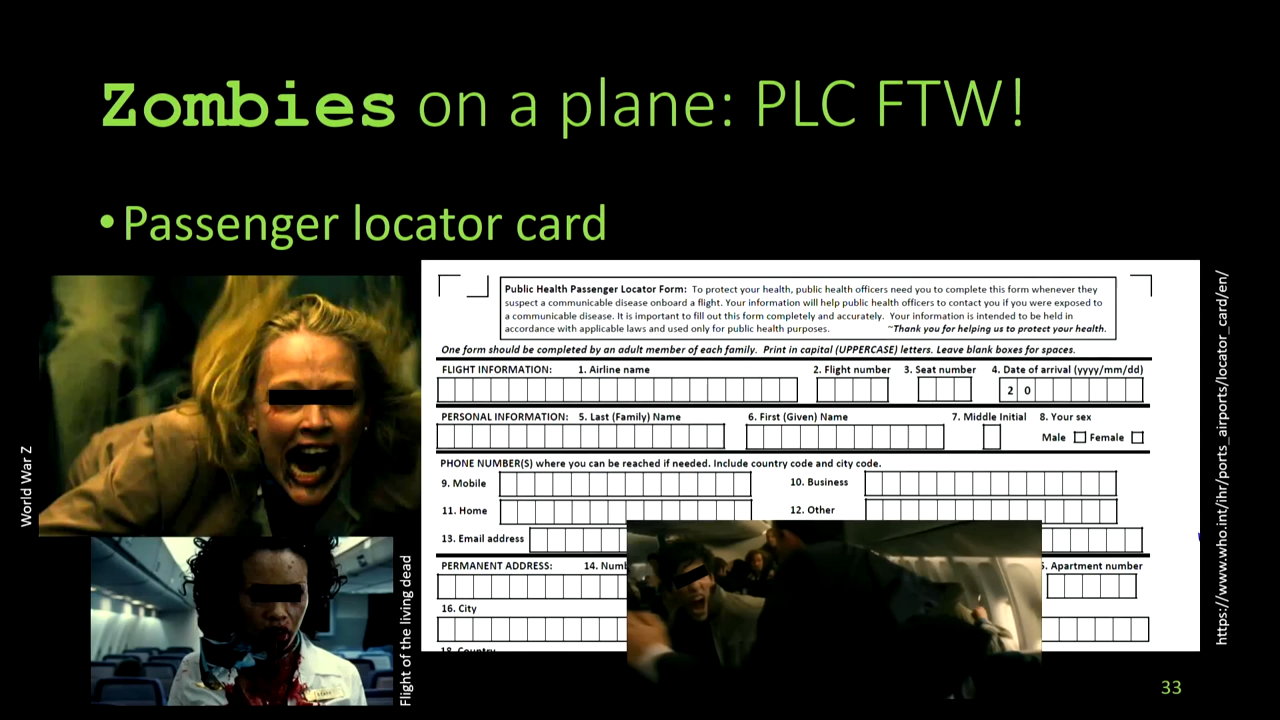 Zombies on a plane: PLC FTW!
•Passenger locator card
World War Z
Flight of the living dead
Public Health Passenger Locator Form: To protect your health, public health officers need you to complete this form whenever they
suspect a communicable disease onboard a flight. Your information will help public health officers to contact you if you were exposed to
a communicable disease. It is important to fill out this form completely and accurately. Your information is intended to be held in
accordance with applicable laws and used only for public health purposes. ~Thank you for helping us to protect your health.
One form should be completed by an adult member of each family. Print in capital (UPPERCASE) letters. Leave blank boxes for spaces.
FLIGHT INFORMATION: 1. Airline name 2. Flight number 3. Seat number 4. Date of arrival (yyyy/mm/dd)
2 0
PERSONAL INFORMATION: 5. Last (Family) Name 6. First (Given) Name 7. Middle Initial 8. Your sex
Male Female
PHONE NUMBER(S) where you can be reached if needed. Include country code and city code.
9. Mobile 10. Business
11. Home 12. Other
13. Email address
PERMANENT ADDRESS: 14. Numb 5. Apartment number
16. City
18. Country
https://www.who.int/ihr/ports_airports/locator_card/en/
33